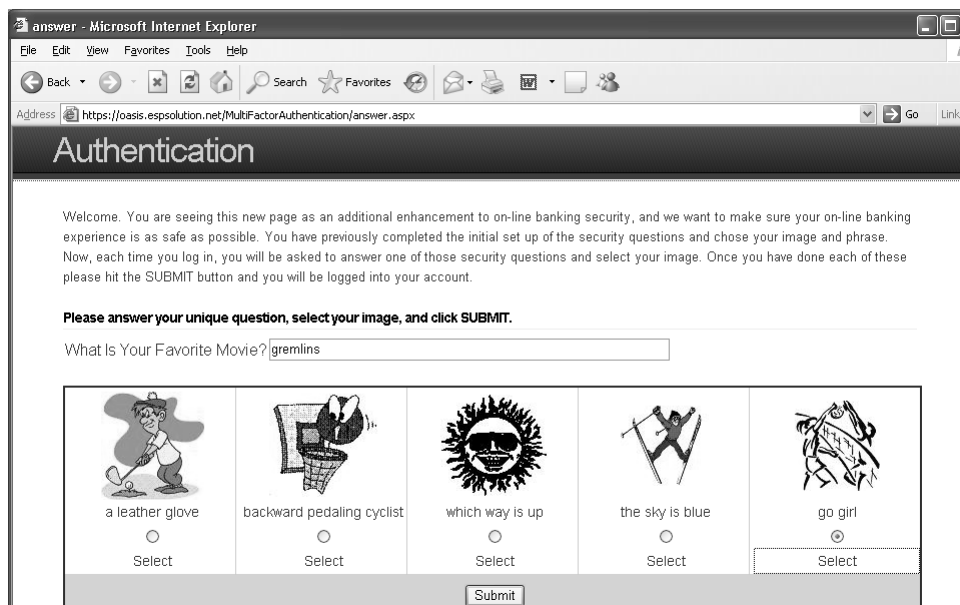 answer - Microsoft Internet Explorer
File Edit View Favorites Tools Help
Back Search Favorites
Address https://oasis.espsolution.net/MultiFactorAuthentication/answer.aspx Go Link
Authentication
Welcome. You are seeing this new page as an additional enhancement to on-line banking security, and we want to make sure your on-line banking
experience is as safe as possible. You have previously completed the initial set up of the security questions and chose your image and phrase.
Now, each time you log in, you will be asked to answer one of those security questions and select your image. Once you have done each of these
please hit the SUBMIT button and you will be logged into your account.
Please answer your unique question, select your image, and click SUBMIT.
What Is Your Favorite Movie? gremlins
a leather glove backward pedaling cyclist which way is up the sky is blue go girl
Select Select Select Select Select
Submit